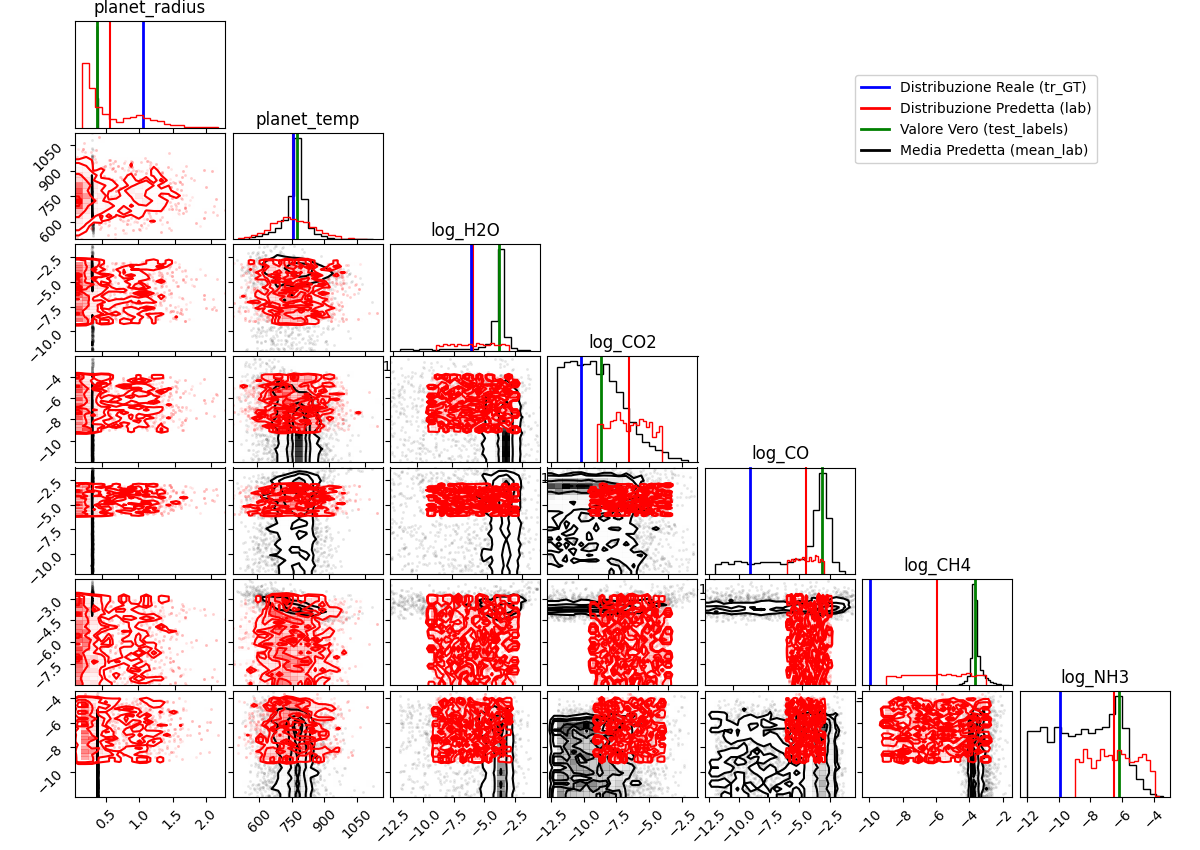 planet_radius
Distribuzione Reale (tr_GT)
Distribuzione Predetta (lab)
Valore Vero (test_labels)
Media Predetta (mean_lab)
planet_temp
1050
900
750
600
log_H2O
−2.5
−5.0
−7.5
−10.0
log_CO2
1
−4
−6
−8
−10
log_CO
−2.5
−5.0
−7.5
−10.0
1
log_CH4
−3.0
−4.5
−6.0
−7.5
1
log_NH3
−4
−6
−8
−10
0.5 1.0 1.5 2.0 600 750 900 1050 −12.5 −10.0 −7.5 −5.0 −2.5 −12.5 −10.0 −7.5 −5.0 −2.5 −12.5 −10.0 −7.5 −5.0 −2.5 −10 −8 −6 −4 −2 −12 −10 −8 −6 −4